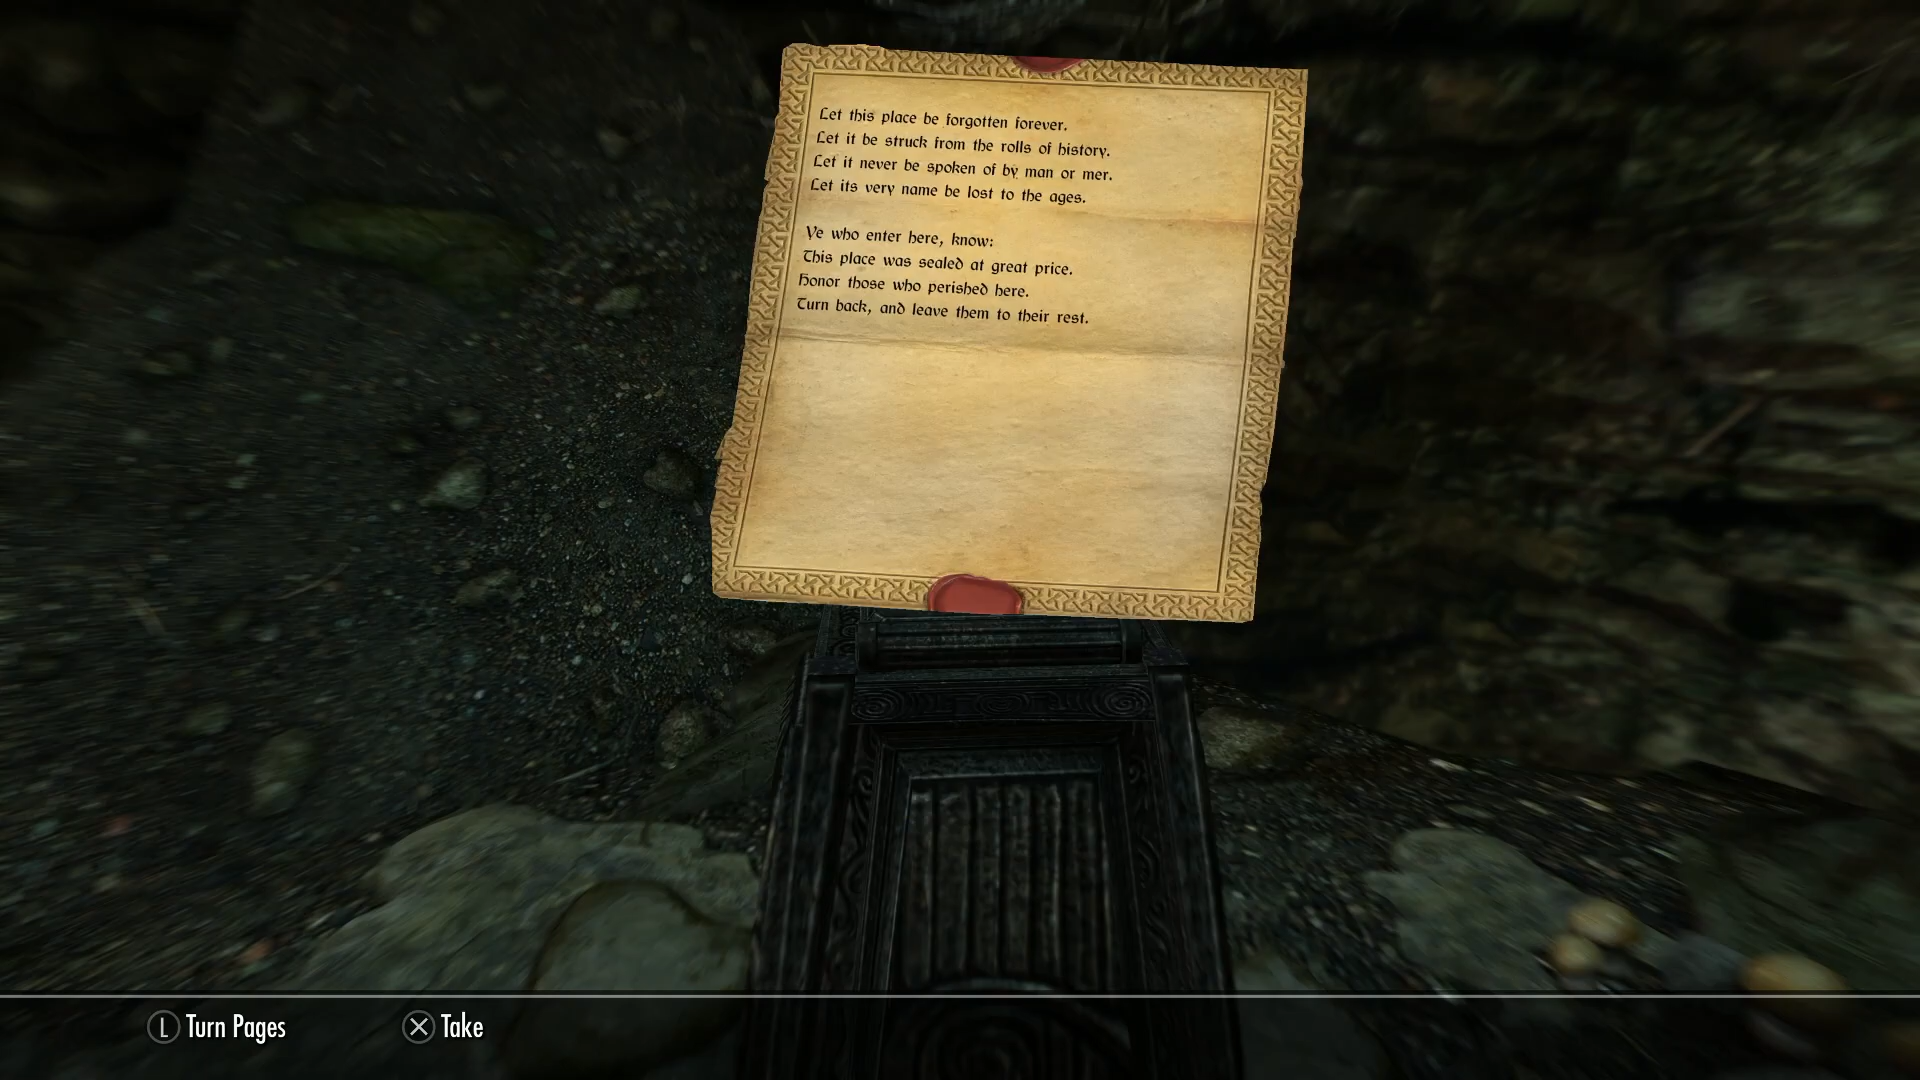 Let this place be forgotten forever.
Let it be struck from the rolls of history.
Let it never be spoken of by man or mer.
Let its very name be lost to the ages.
Ye who enter here, know:
This place was sealed at great price.
Honor those who perished here.
Turn back, and leave them to their rest.
L Turn Pages
X Take